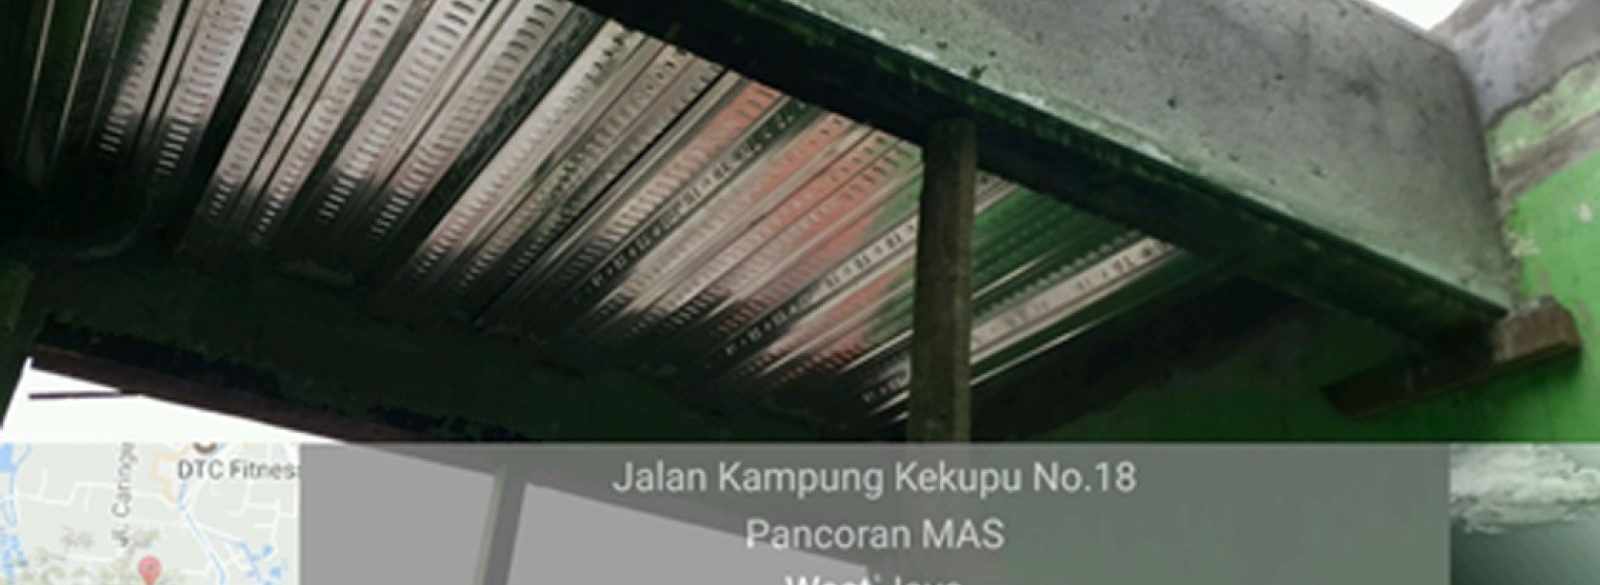 Jl. Caringin
DTC Fitness
Jalan Kampung Kekupu No.18
Pancoran MAS